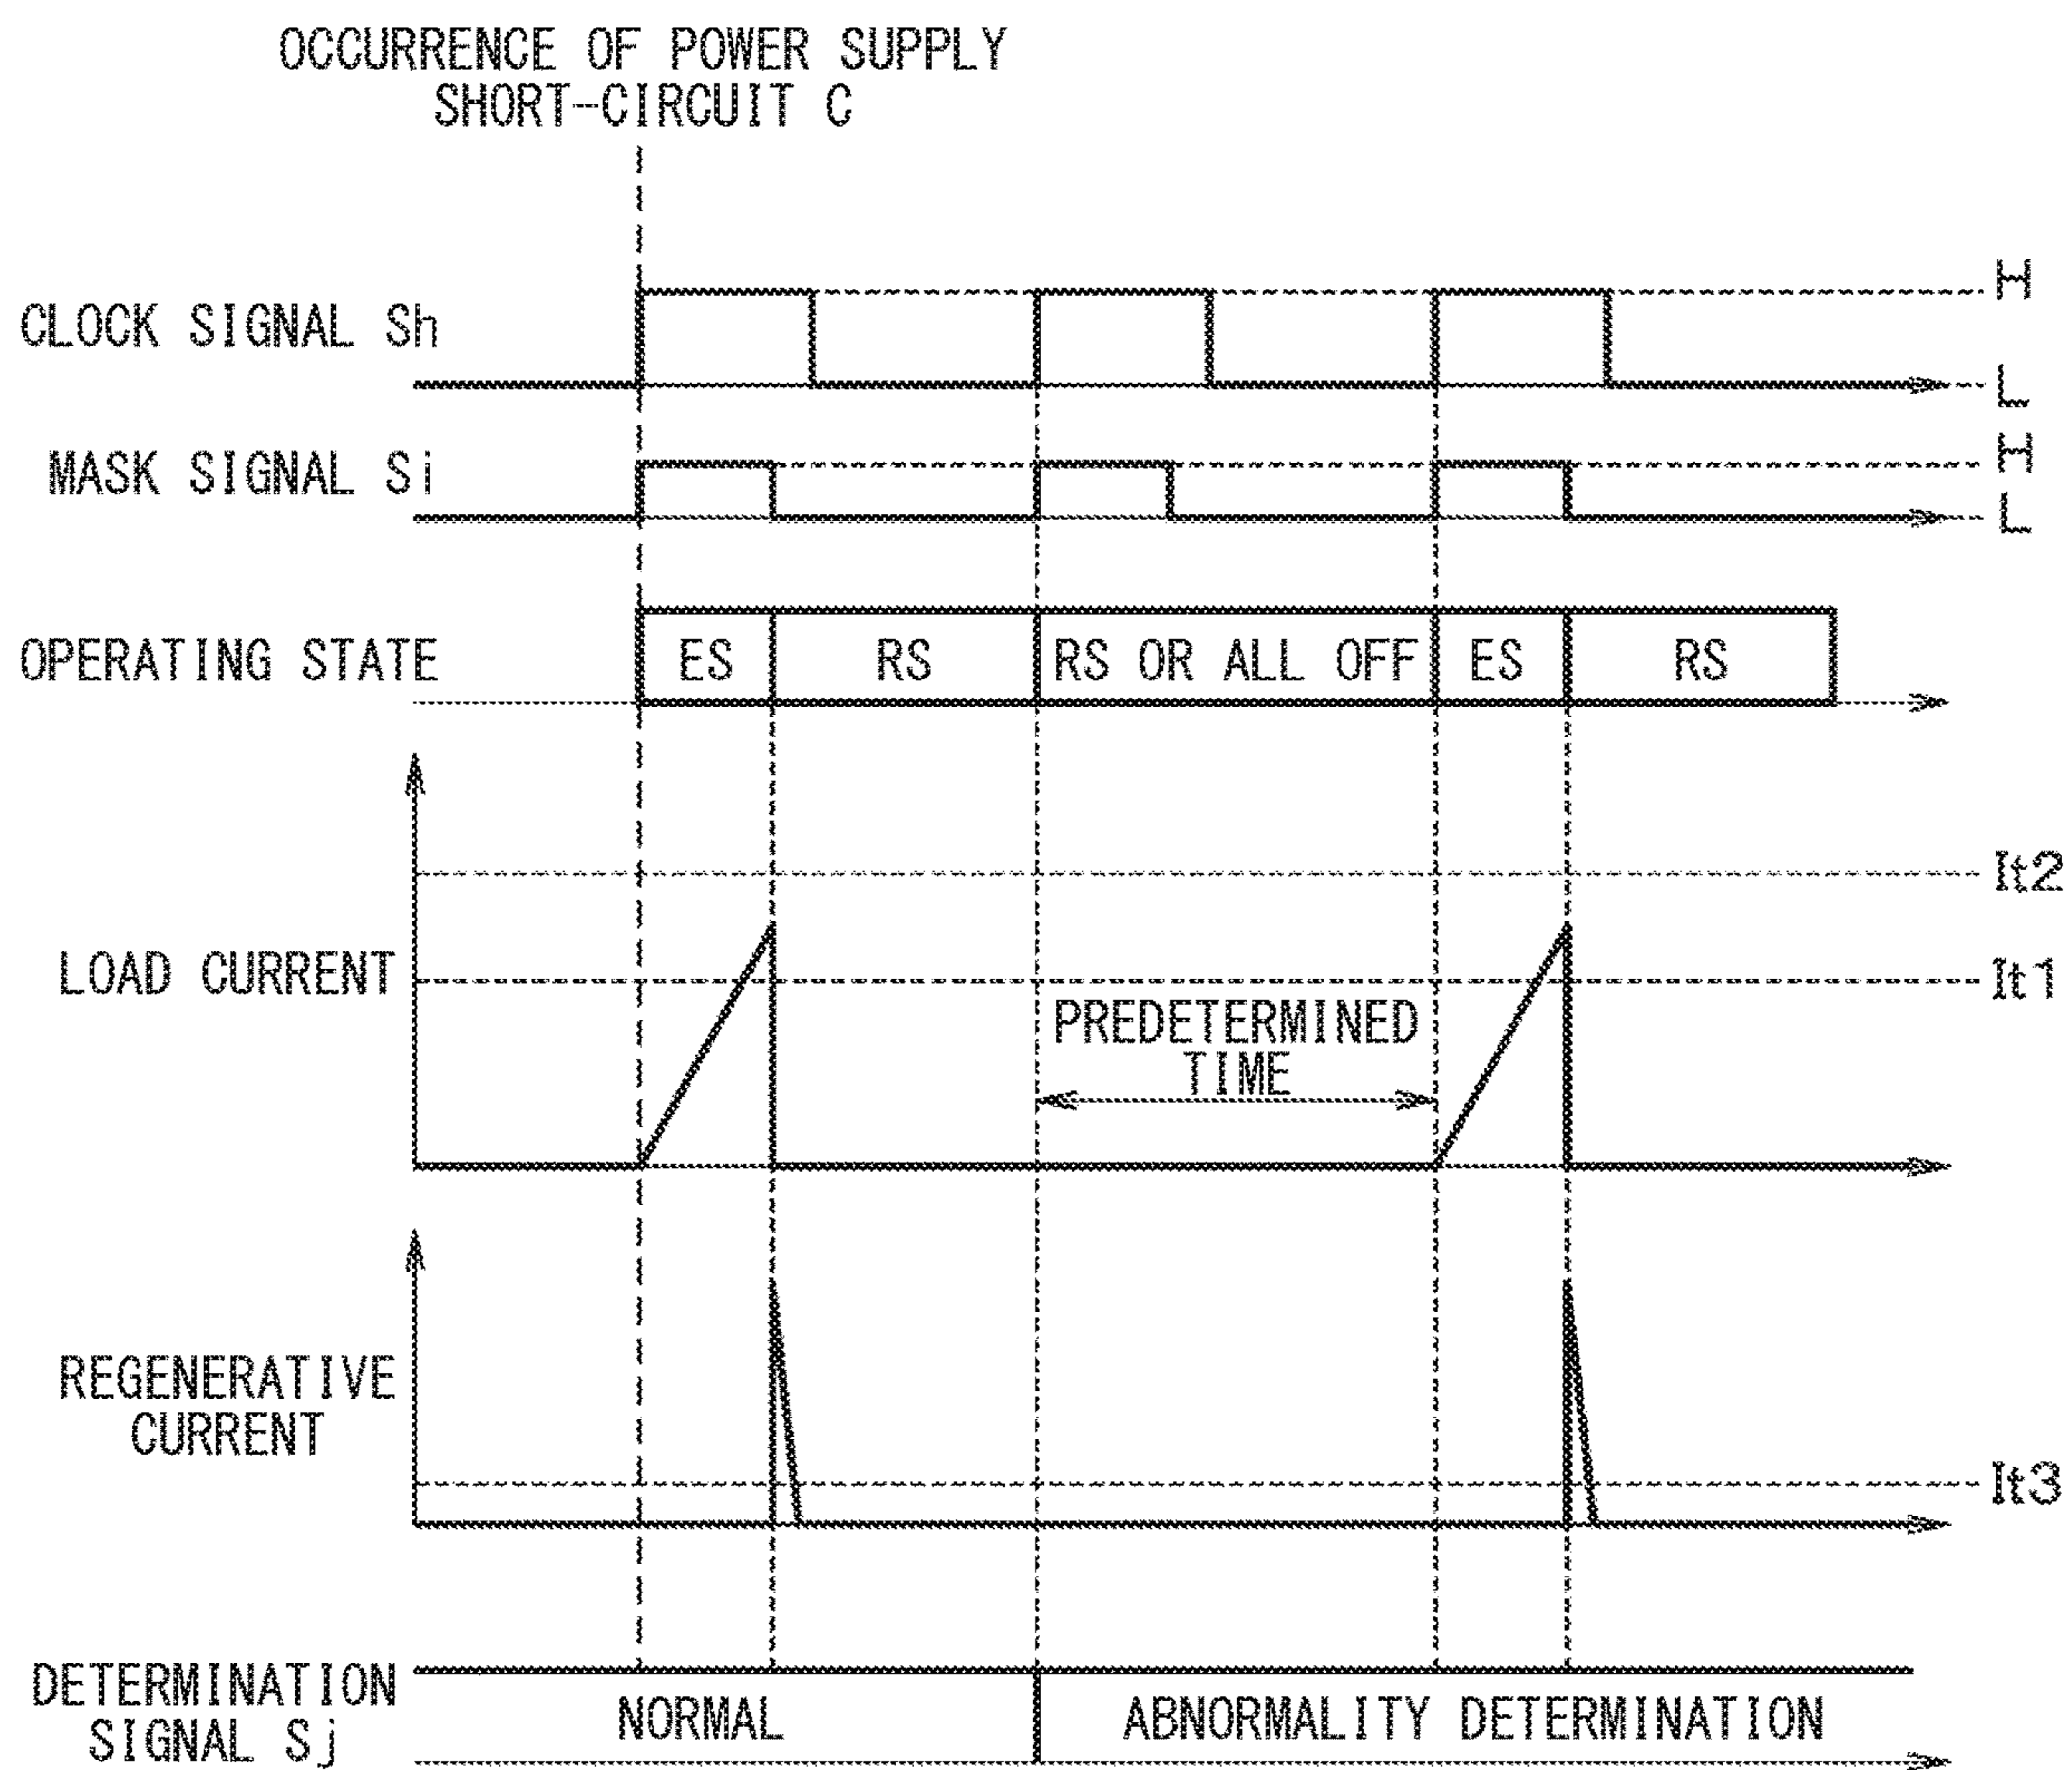 OCCURRENCE OF POWER SUPPLY
SHORT-CIRCUIT C
CLOCK SIGNAL Sh
H
L
MASK SIGNAL Si
H
L
OPERATING STATE
ES
RS
RS OR ALL OFF
ES
RS
It2
LOAD CURRENT
It1
PREDETERMINED
TIME
REGENERATIVE
CURRENT
It3
DETERMINATION
SIGNAL Sj
NORMAL
ABNORMALITY DETERMINATION